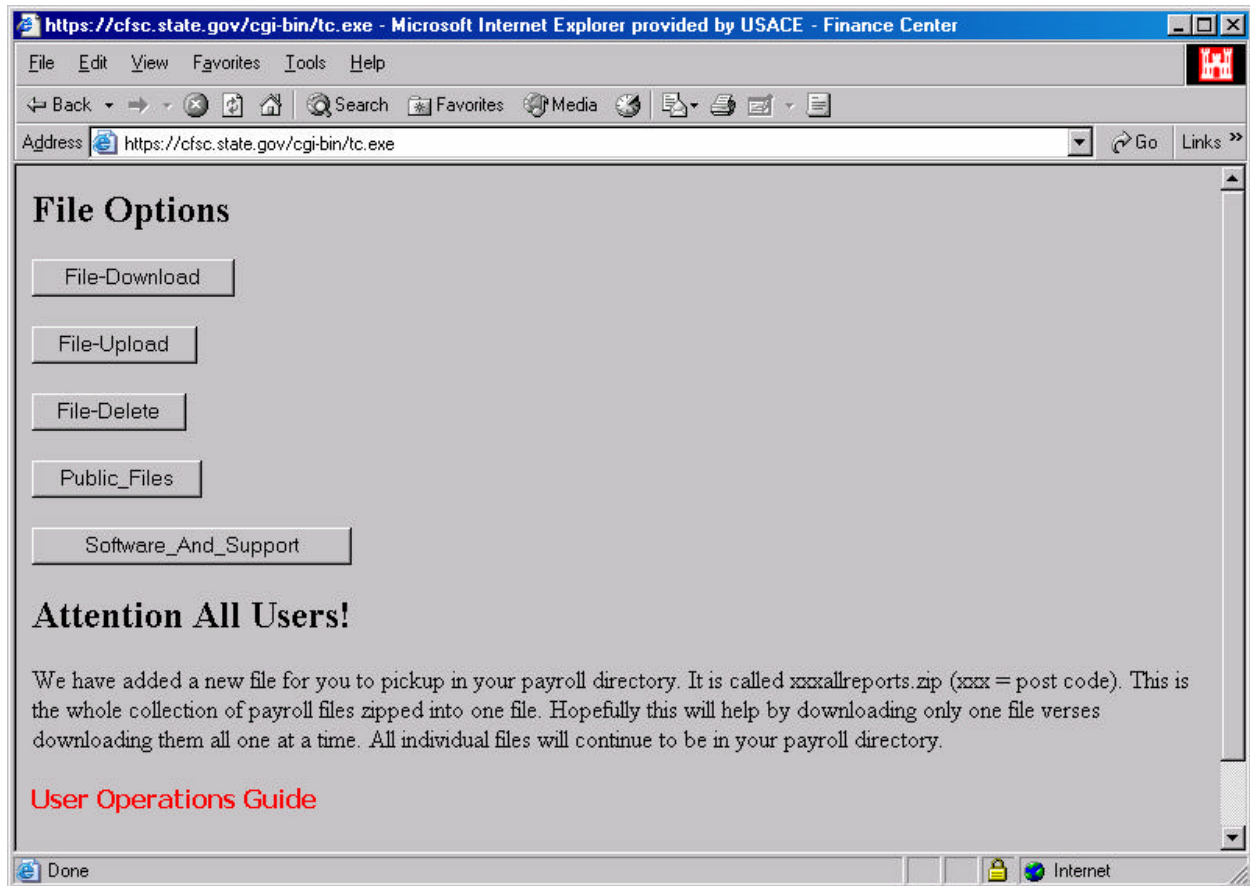 https://cfsc.state.gov/cgi-bin/tc.exe - Microsoft Internet Explorer provided by USACE - Finance Center
File Edit View Favorites Tools Help
Back Search Favorites Media
Address https://cfsc.state.gov/cgi-bin/tc.exe Go Links »
File Options
File-Download
File-Upload
File-Delete
Public_Files
Software_And_Support
Attention All Users!
We have added a new file for you to pickup in your payroll directory. It is called xxxallreports.zip (xxx = post code). This is
the whole collection of payroll files zipped into one file. Hopefully this will help by downloading only one file verses
downloading them all one at a time. All individual files will continue to be in your payroll directory.
User Operations Guide
Done Internet